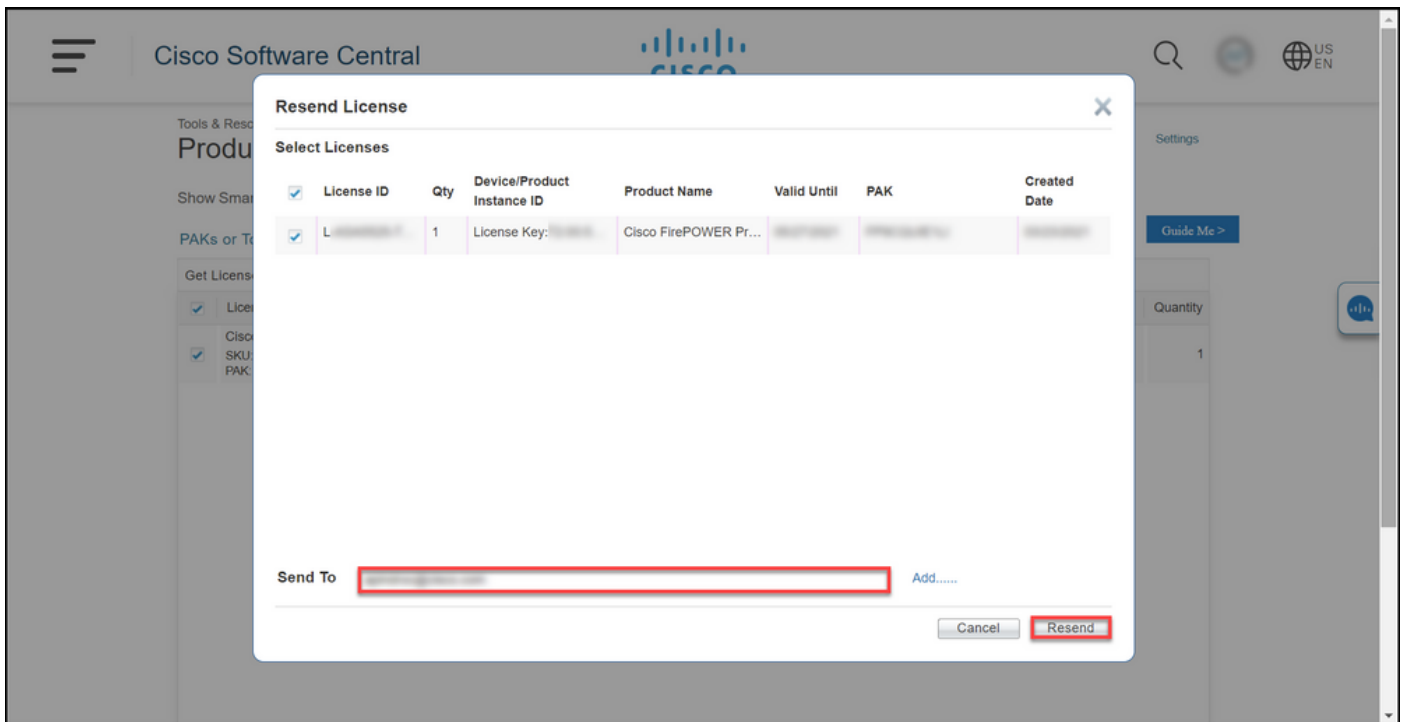 Cisco Software Central
CISCO
US
EN
Resend License
Tools & Reso
Produ
Settings
Select Licenses
License ID Qty Device/Product Instance ID Product Name Valid Until PAK Created Date
Show Smar
L 1 License Key: Cisco FirePOWER Pr...
PAKs or To
Guide Me >
Get Licens
Lice
Quantity
Cisco
SKU:
PAK:
1
Send To
Add......
Cancel Resend